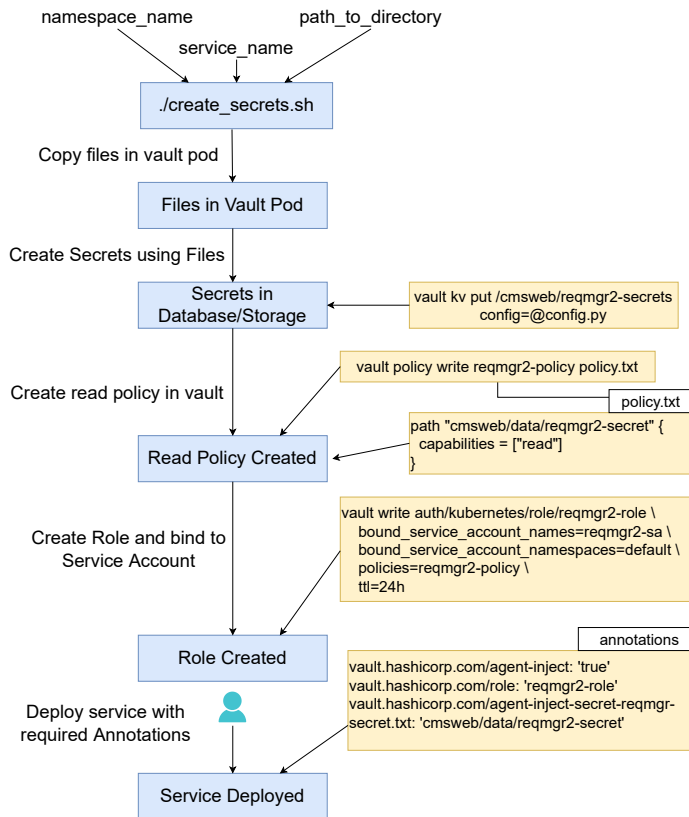 namespace_name
path_to_directory
service_name
./create_secrets.sh
Copy files in vault pod
Files in Vault Pod
Create Secrets using Files
Secrets in
Database/Storage
vault kv put /cmsweb/reqmgr2-secrets
config=@config.py
vault policy write reqmgr2-policy policy.txt
Create read policy in vault
policy.txt
path "cmsweb/data/reqmgr2-secret" {
capabilities = ["read"]
}
Read Policy Created
vault write auth/kubernetes/role/reqmgr2-role \
bound_service_account_names=reqmgr2-sa \
bound_service_account_namespaces=default \
policies=reqmgr2-policy \
ttl=24h
Create Role and bind to
Service Account
Role Created
annotations
vault.hashicorp.com/agent-inject: 'true'
vault.hashicorp.com/role: 'reqmgr2-role'
vault.hashicorp.com/agent-inject-secret-reqmgr-
secret.txt: 'cmsweb/data/reqmgr2-secret'
Deploy service with
required Annotations
Service Deployed